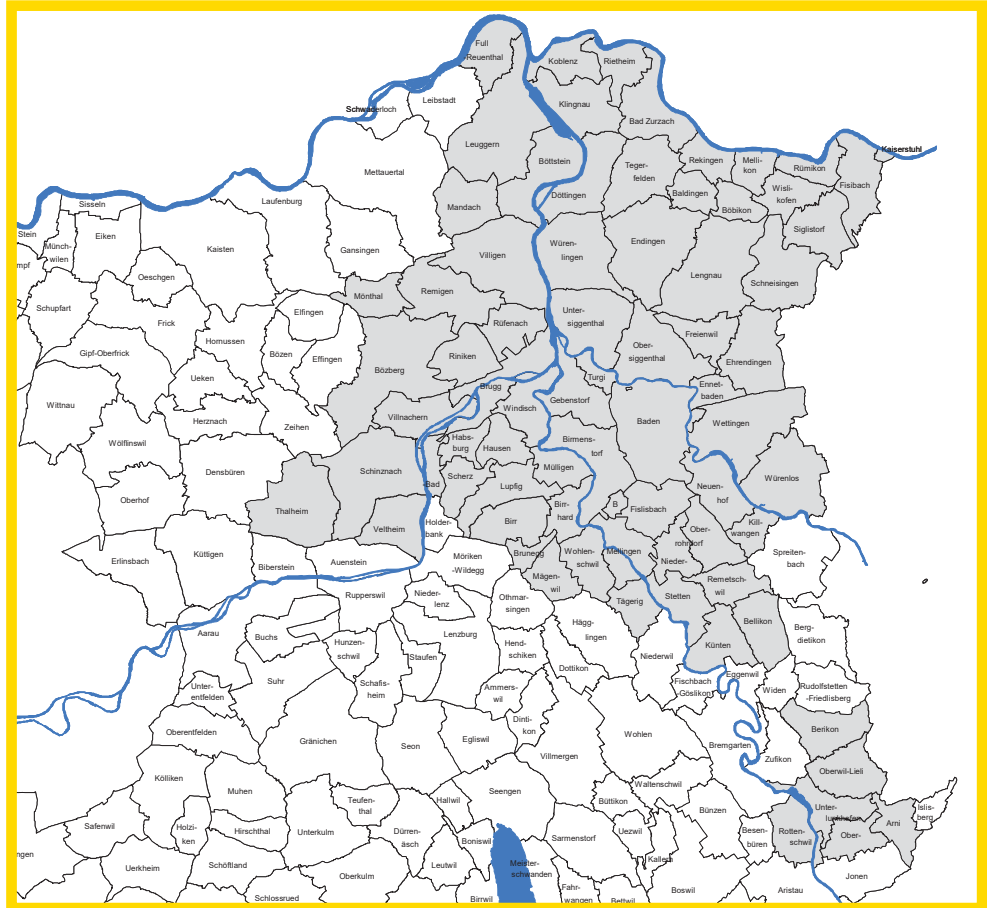 Full
Reuenthal
Koblenz
Rietheim
Leibstadt
Schwaderloch
Klingnau
Bad Zurzach
Leuggern
Kaiserstuhl
Böttstein
Teger-
felden
Rekingen
Melli-
kon
Rümikon
Mettauertal
Fisibach
Wisli-
kofen
Baldingen
Döttingen
Laufenburg
Sisseln
Mandach
Böbikon
Siglistorf
Stein
Eiken
Münch-
wilen
Kaisten
Gansingen
Villigen
Würen-
lingen
Endingen
mpf
Oeschgen
Lengnau
Schneisingen
Mönthal
Remigen
Schupfart
Elfingen
Unter-
siggenthal
Frick
Rüfenach
Freienwil
Hornussen
Ober-
siggenthal
Gipf-Oberfrick
Bözen
Effingen
Riniken
Ehrendingen
Bözberg
Ueken
Turgi
Ennet-
baden
Brugg
Wittnau
Gebenstorf
Windisch
Villnachern
Herznach
Zeihen
Baden
Wettingen
Wölflinswil
Habs-
burg
Hausen
Birmens-
torf
Densbüren
Schinznach
-Bad
Scherz
Mülligen
Würenlos
Lupfig
Neuen-
hof
Oberhof
Thalheim
Birr-
hard
B
Fislisbach
Veltheim
Holder-
bank
Birr
Kill-
wangen
Ober-
rohrdorf
Küttigen
Erlinsbach
Biberstein
Auenstein
Möriken
-Wildegg
Brunegg
Wohlen-
schwil
Mellingen
Nieder-
Spreiten-
bach
Mägen-
wil
Remetsch-
wil
Rupperswil
Nieder-
lenz
Othmar-
singen
Tägerig
Stetten
Bellikon
Aarau
Buchs
Hunzen-
schwil
Lenzburg
Hägg-
lingen
Berg-
dietikon
Hend-
schiken
Künten
Staufen
Niederwil
Dottikon
Eggenwil
Suhr
Schafis-
heim
Fischbach
-Göslikon
Unter-
entfelden
Ammers-
wil
Widen
Rudolfstetten
-Friedlisberg
Dinti-
kon
Oberentfelden
Berikon
Gränichen
Seon
Egliswil
Wohlen
Bremgarten
Villmergen
Zufikon
Kölliken
Oberwil-Lieli
Muhen
Seengen
Waltenschwil
Teufen-
thal
Hallwil
Büttikon
Unter-
lunkhofen
Islis-
berg
Bünzen
Safenwil
Holzi-
ken
Hirschthal
Unterkulm
Dürren-
äsch
Boniswil
Sarmenstorf
Uezwil
Besen-
büren
Rotten-
schwil
Ober-
Arni
ngen
Kallern
Uerkheim
Schöftland
Leutwil
Meister-
schwanden
Oberkulm
Jonen
Fahr-
wangen
Boswil
Aristau
Schlossrued
Birrwil
Bettwil